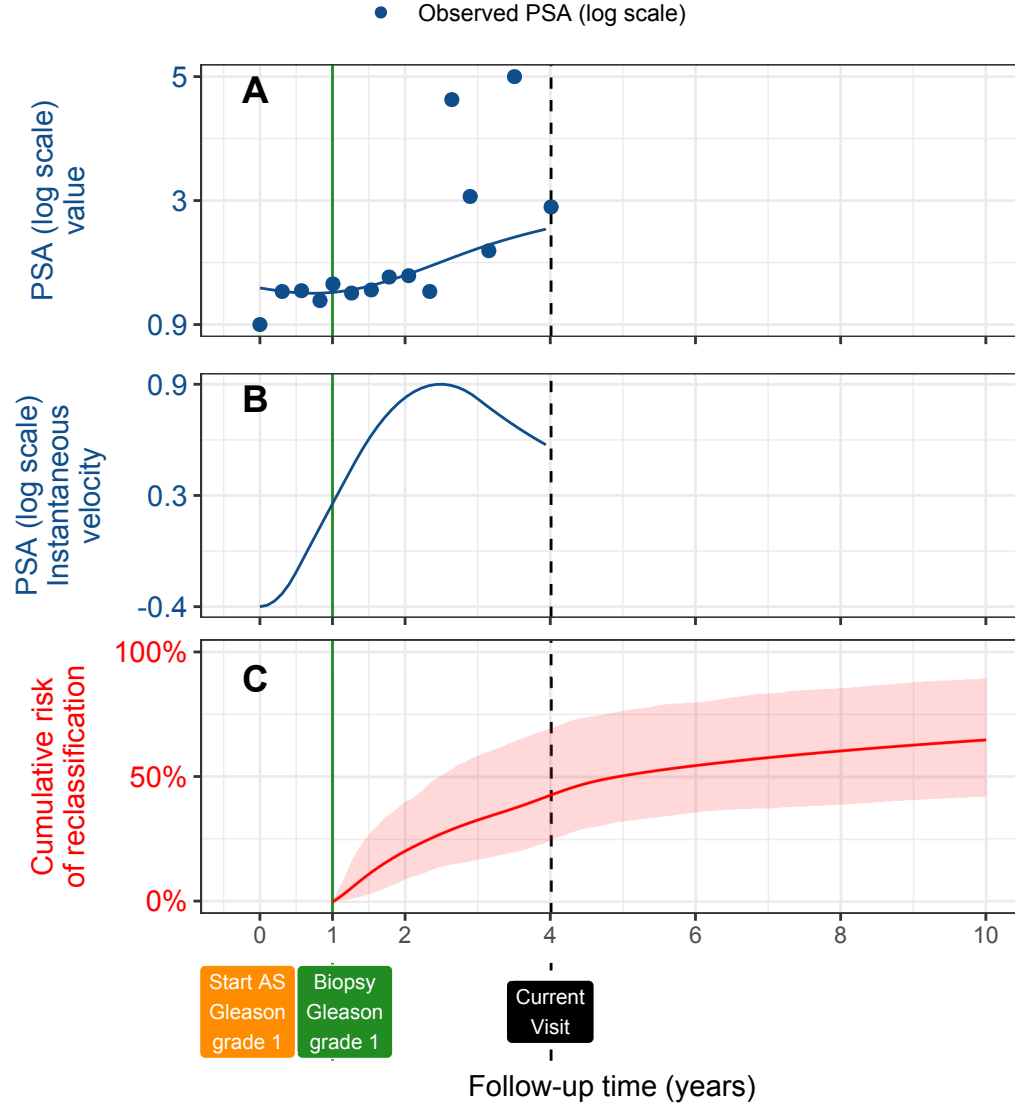 Observed PSA (log scale)
A
PSA (log scale)
value
5
3
0.9
B
PSA (log scale)
Instantaneous
velocity
0.9
0.3
-0.4
C
Cumulative risk
of reclassification
100%
50%
0%
0 1 2 4 6 8 10
Start AS
Gleason
grade 1
Biopsy
Gleason
grade 1
Current
Visit
Follow-up time (years)